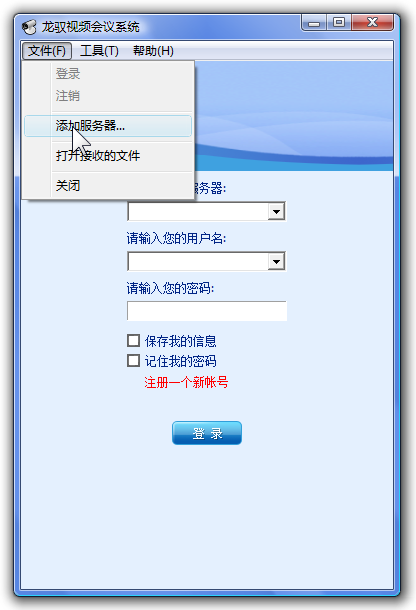 龙驭视频会议系统
文件(F) 工具(T) 帮助(H)
登录
注销
添加服务器...
打开接收的文件
关闭
服务器:
请输入您的用户名:
请输入您的密码:
保存我的信息
记住我的密码
注册一个新帐号
登 录